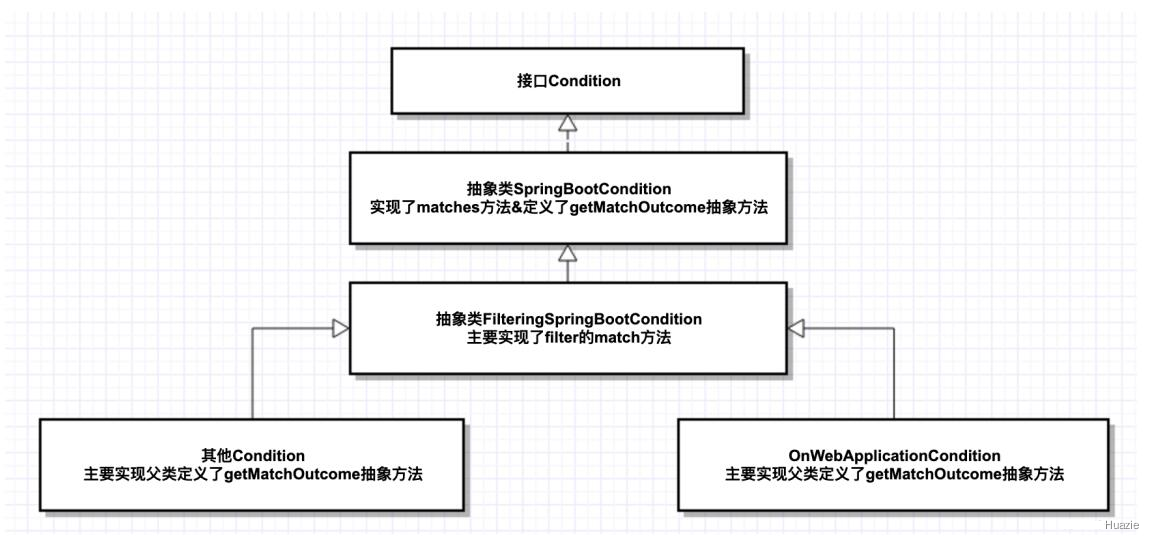 接口Condition
抽象类SpringBootCondition
实现了matches方法&定义了getMatchOutcome抽象方法
抽象类FilteringSpringBootCondition
主要实现了filter的match方法
其他Condition
主要实现父类定义了getMatchOutcome抽象方法
OnWebApplicationCondition
主要实现父类定义了getMatchOutcome抽象方法
Huazie